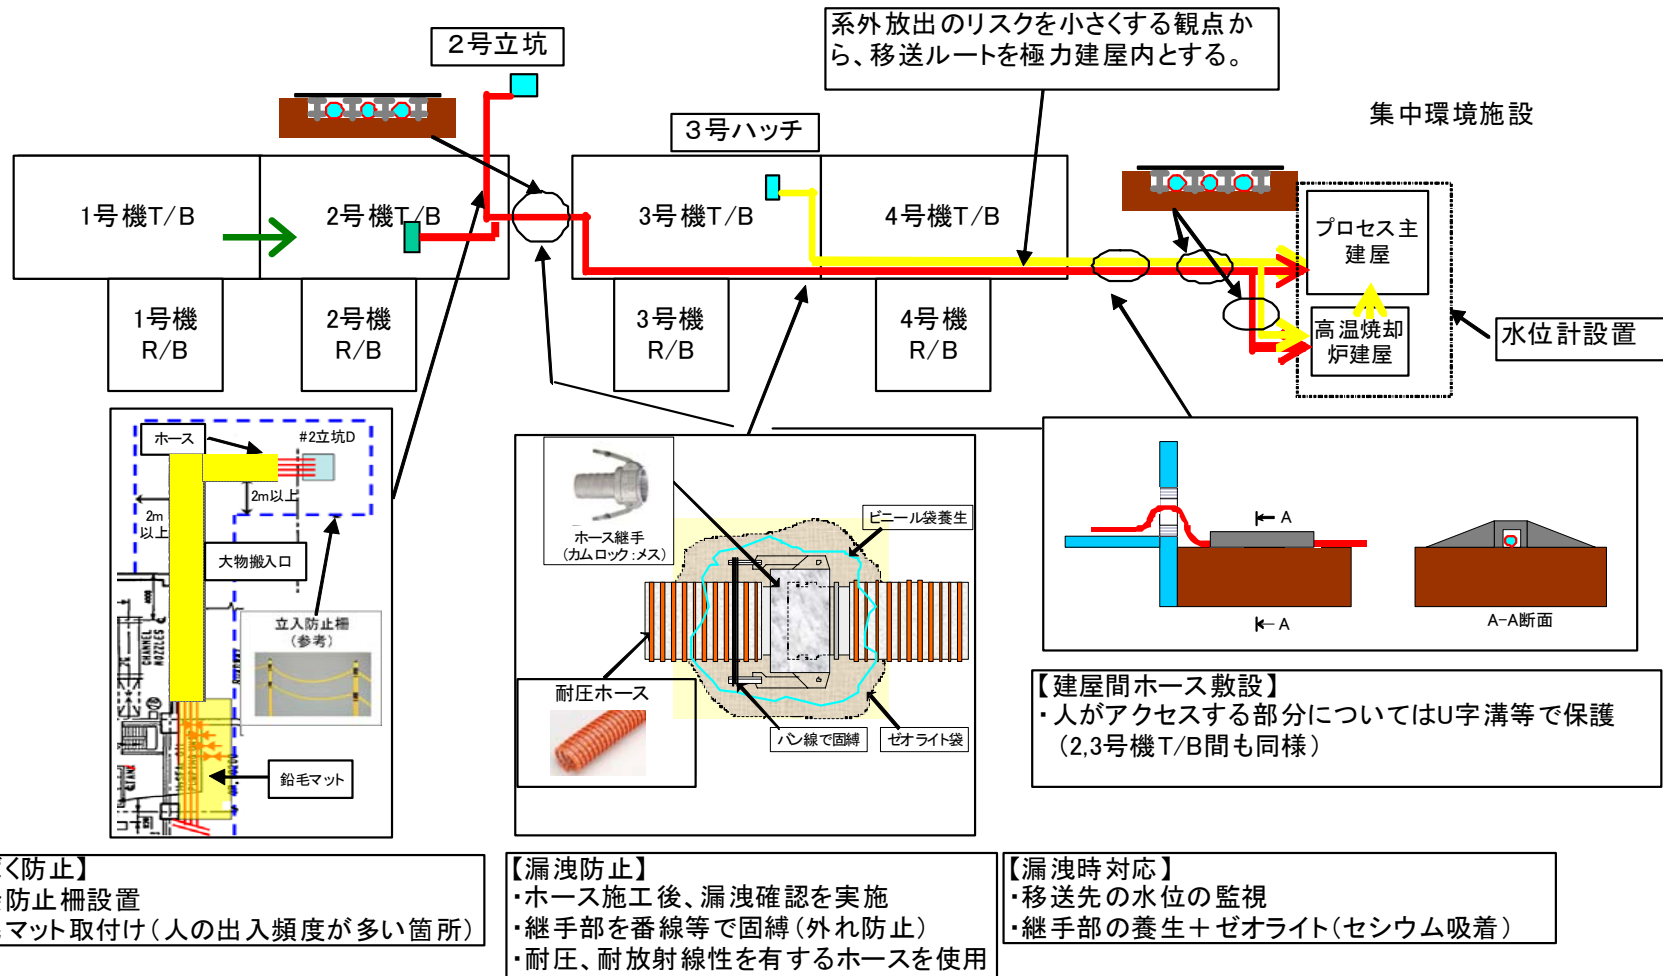 系外放出のリスクを小さくする観点か
ら、移送ルートを極力建屋内とする。
2号立坑
3号ハッチ
集中環境施設
1号機T/B
2号機T/B
3号機T/B
4号機T/B
プロセス主
建屋
高温焼却
炉建屋
水位計設置
1号機
R/B
2号機
R/B
3号機
R/B
4号機
R/B
ホース
#2立坑D
2m以上
2m
以上
大物搬入口
立入防止柵
(参考)
CHANNEL
NOZZLES
鉛毛マット
ホース継手
(カムロック:メス)
ビニール袋養生
耐圧ホース
バン線で固縛
ゼオライト袋
A
A
A-A断面
【建屋間ホース敷設】
・人がアクセスする部分についてはU字溝等で保護
(2,3号機T/B間も同様)
く防止】
防止柵設置
マット取付け(人の出入頻度が多い箇所)
【漏洩防止】
・ホース施工後、漏洩確認を実施
・継手部を番線等で固縛(外れ防止)
・耐圧、耐放射線性を有するホースを使用
【漏洩時対応】
・移送先の水位の監視
・継手部の養生+ゼオライト(セシウム吸着)